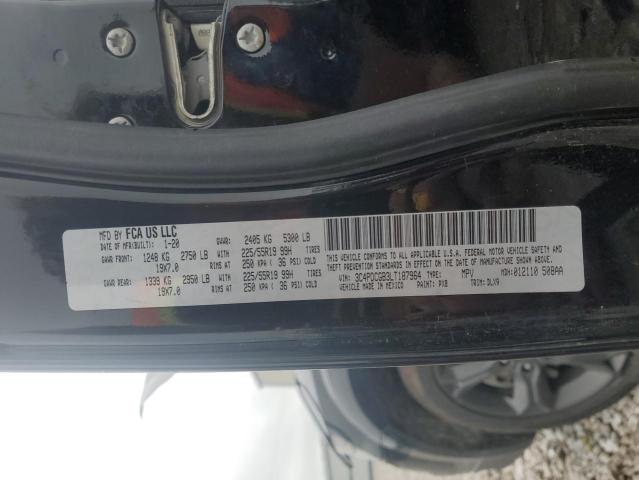 MFD BY FCA US LLC
DATE OF MFR(BUILT): 1-20 GVWR: 2405 KG 5300 LB
GAWR FRONT: 1248 KG 2750 LB WITH 225/55R19 99H TIRES
19X7.0 RIMS AT 250 KPA ( 36 PSI) COLD
GAWR REAR: 1339 KG 2950 LB WITH 225/55R19 99H TIRES
19X7.0 RIMS AT 250 KPA ( 36 PSI) COLD
THIS VEHICLE CONFORMS TO ALL APPLICABLE U.S.A. FEDERAL MOTOR VEHICLE SAFETY AND
THEFT PREVENTION STANDARDS IN EFFECT ON THE DATE OF MANUFACTURE SHOWN ABOVE.
VIN: 3C4PDCGB3LT187964 TYPE: MPV MDH:012110 50BAA
VEHICLE MADE IN MEXICO PAINT: PXB TRIM: DLX9